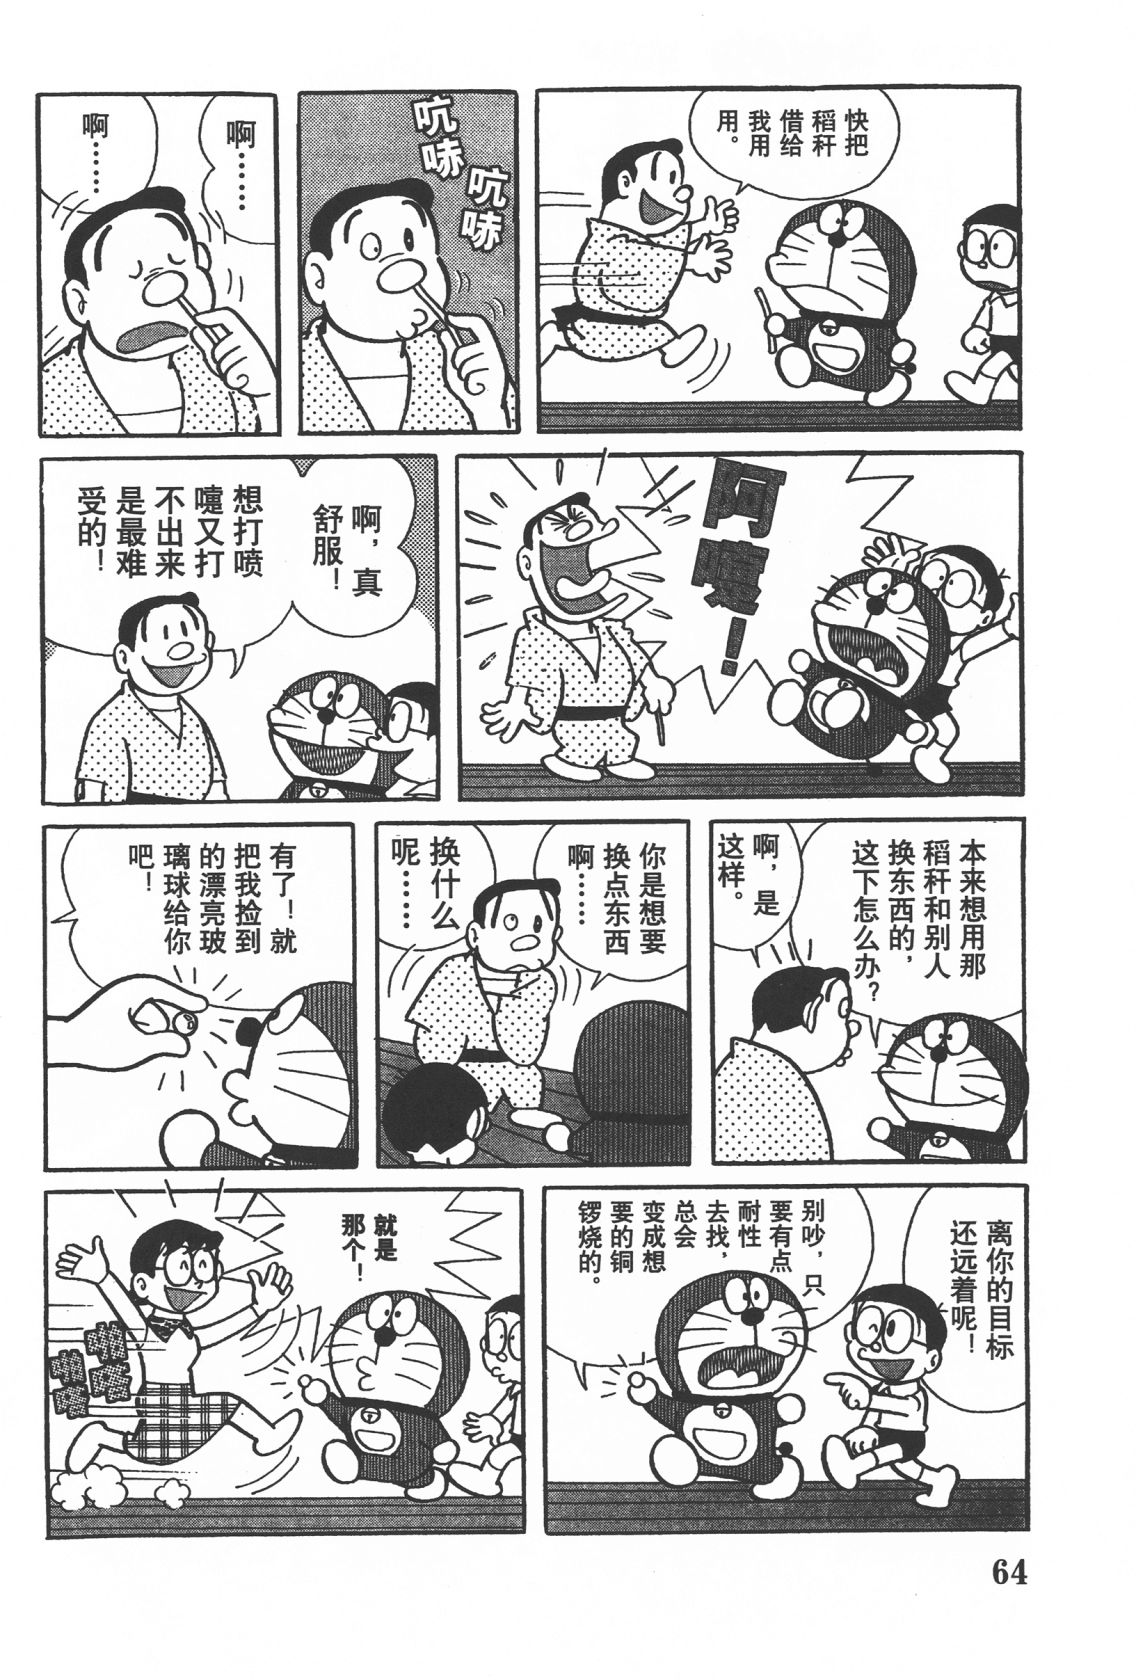 快把
稻秆
借给
我用
用。
吭哧
吭哧
啊……
啊……
阿嚏！
啊，真
舒服！
想打喷
嚏又打
不出来
是最难
受的！
本来想用那
稻秆和别人
换东西的，
这下怎么办？
啊，是
这样。
你是想要
换点东西
啊……
换什么
呢……
有了！就
把我捡到
的漂亮玻
璃球给你
吧！
离你的目标
还远着呢！
别吵，只
要有点
耐性
去找，
总会
变成想
要的铜
锣烧的。
就是
那个！
啪啪
啪啪
64